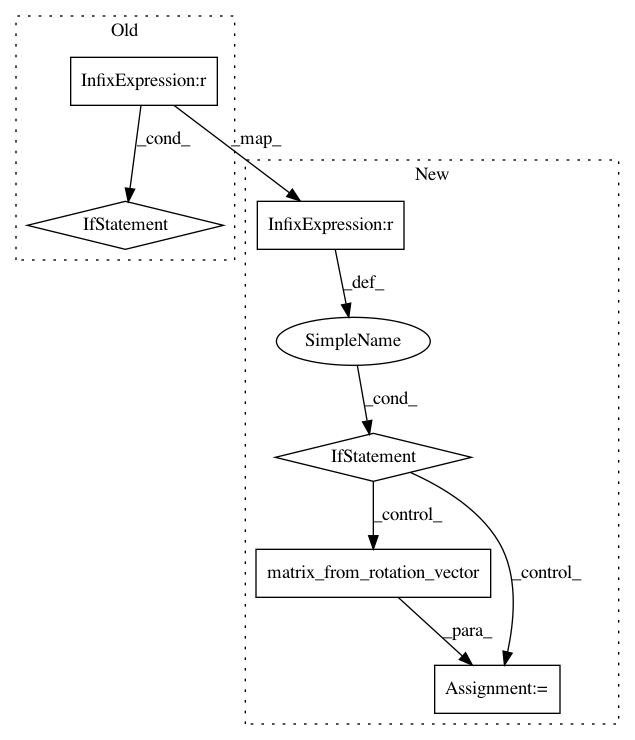 Old
InfixExpression:r
_cond_
_map_
IfStatement
New
InfixExpression:r
_def_
SimpleName
_cond_
IfStatement
_control_
matrix_from_rotation_vector
_control_
_para_
Assignment:=